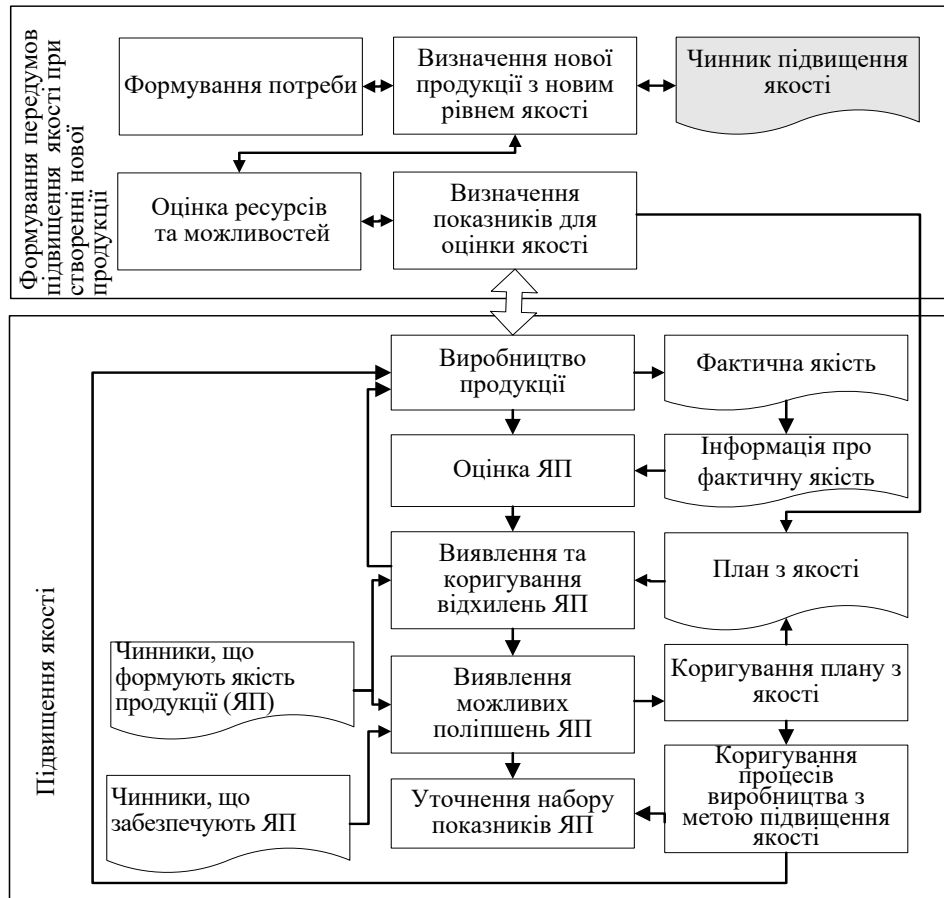 Формування передумов
підвищення якості при
створенні нової
продукції
Формування потреби
Визначення нової
продукції з новим
рівнем якості
Чинник підвищення
якості
Оцінка ресурсів
та можливостей
Визначення
показників для
оцінки якості
Підвищення якості
Виробництво
продукції
Фактична якість
Оцінка ЯП
Інформація про
фактичну якість
Виявлення та
коригування
відхилень ЯП
План з якості
Чинники, що
формують якість
продукції (ЯП)
Виявлення
можливих
поліпшень ЯП
Коригування плану з
якості
Чинники, що
забезпечують ЯП
Уточнення набору
показників ЯП
Коригування
процесів
виробництва з
метою підвищення
якості